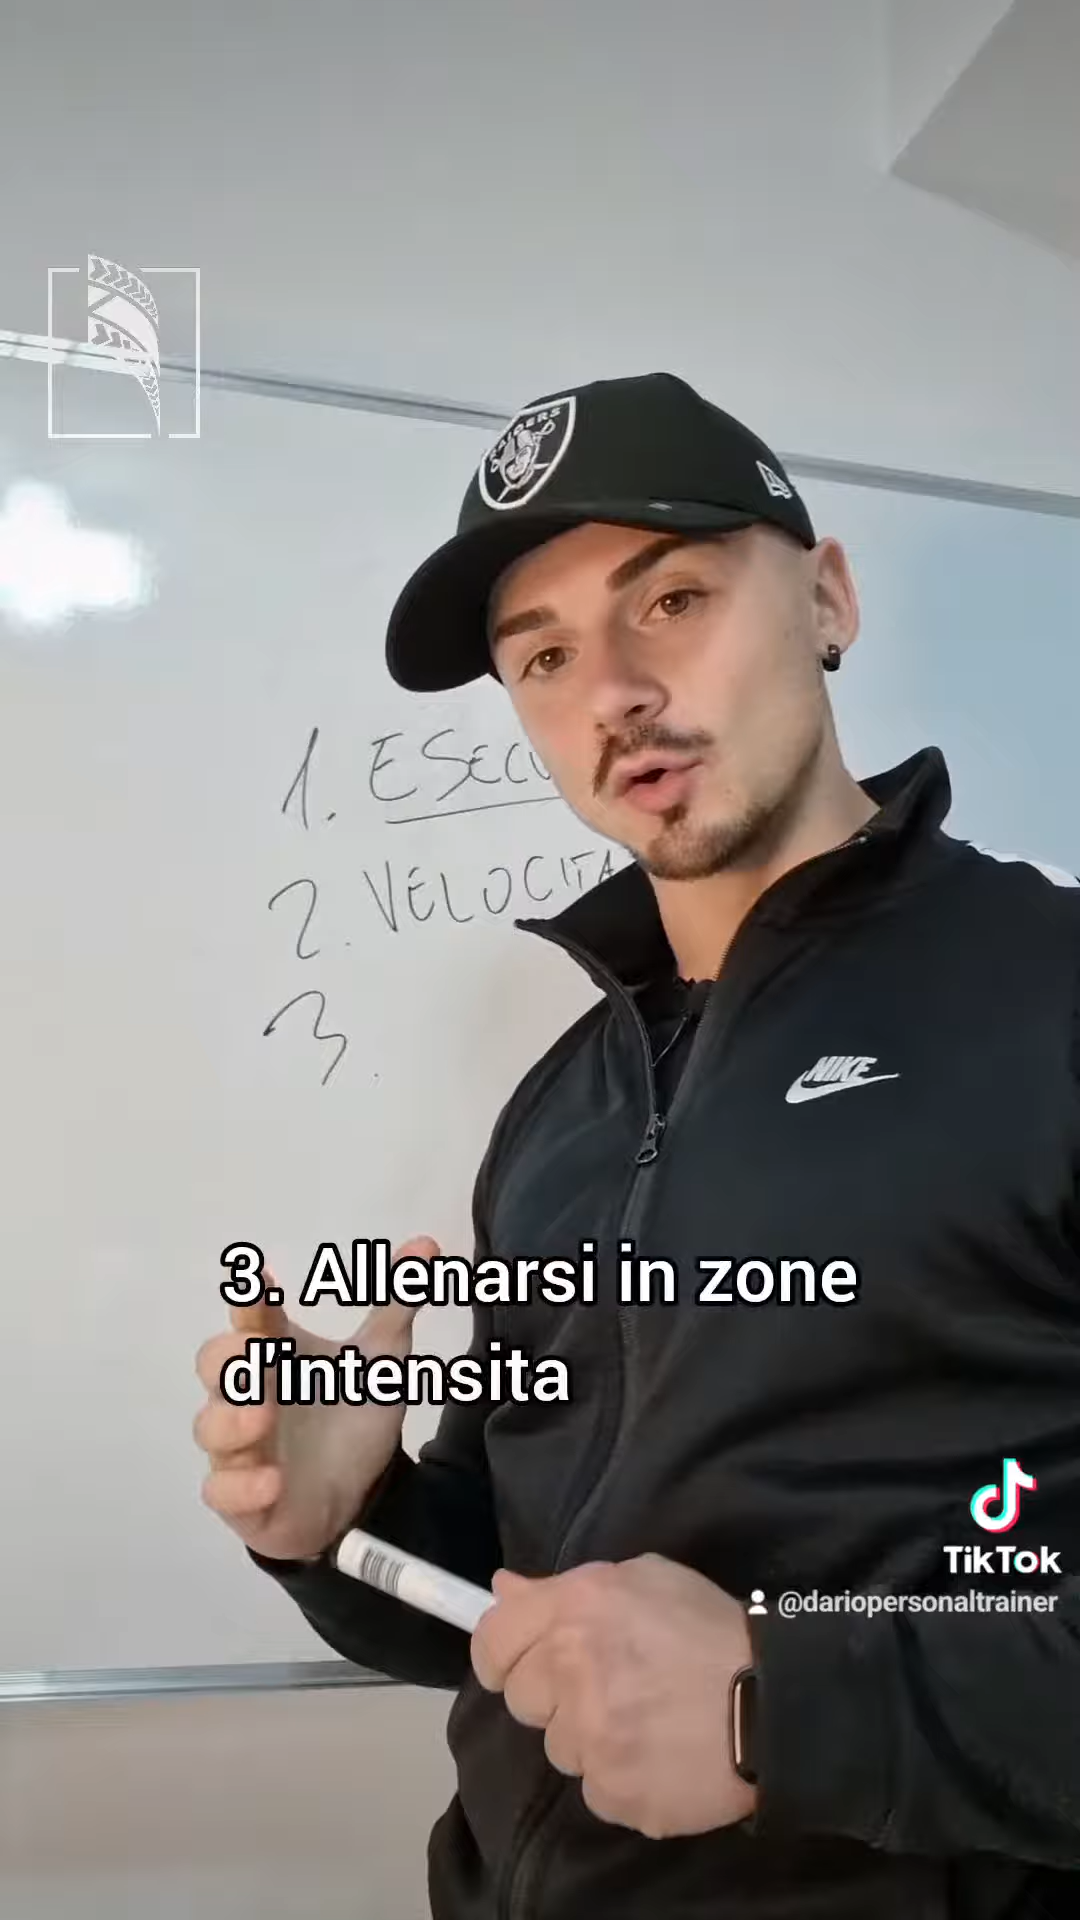 RAIDERS
1. ESECU
2. VELOCITA
3.
NIKE
3. Allenarsi in zone
d'intensita
TikTok
@dariopersonaltrainer